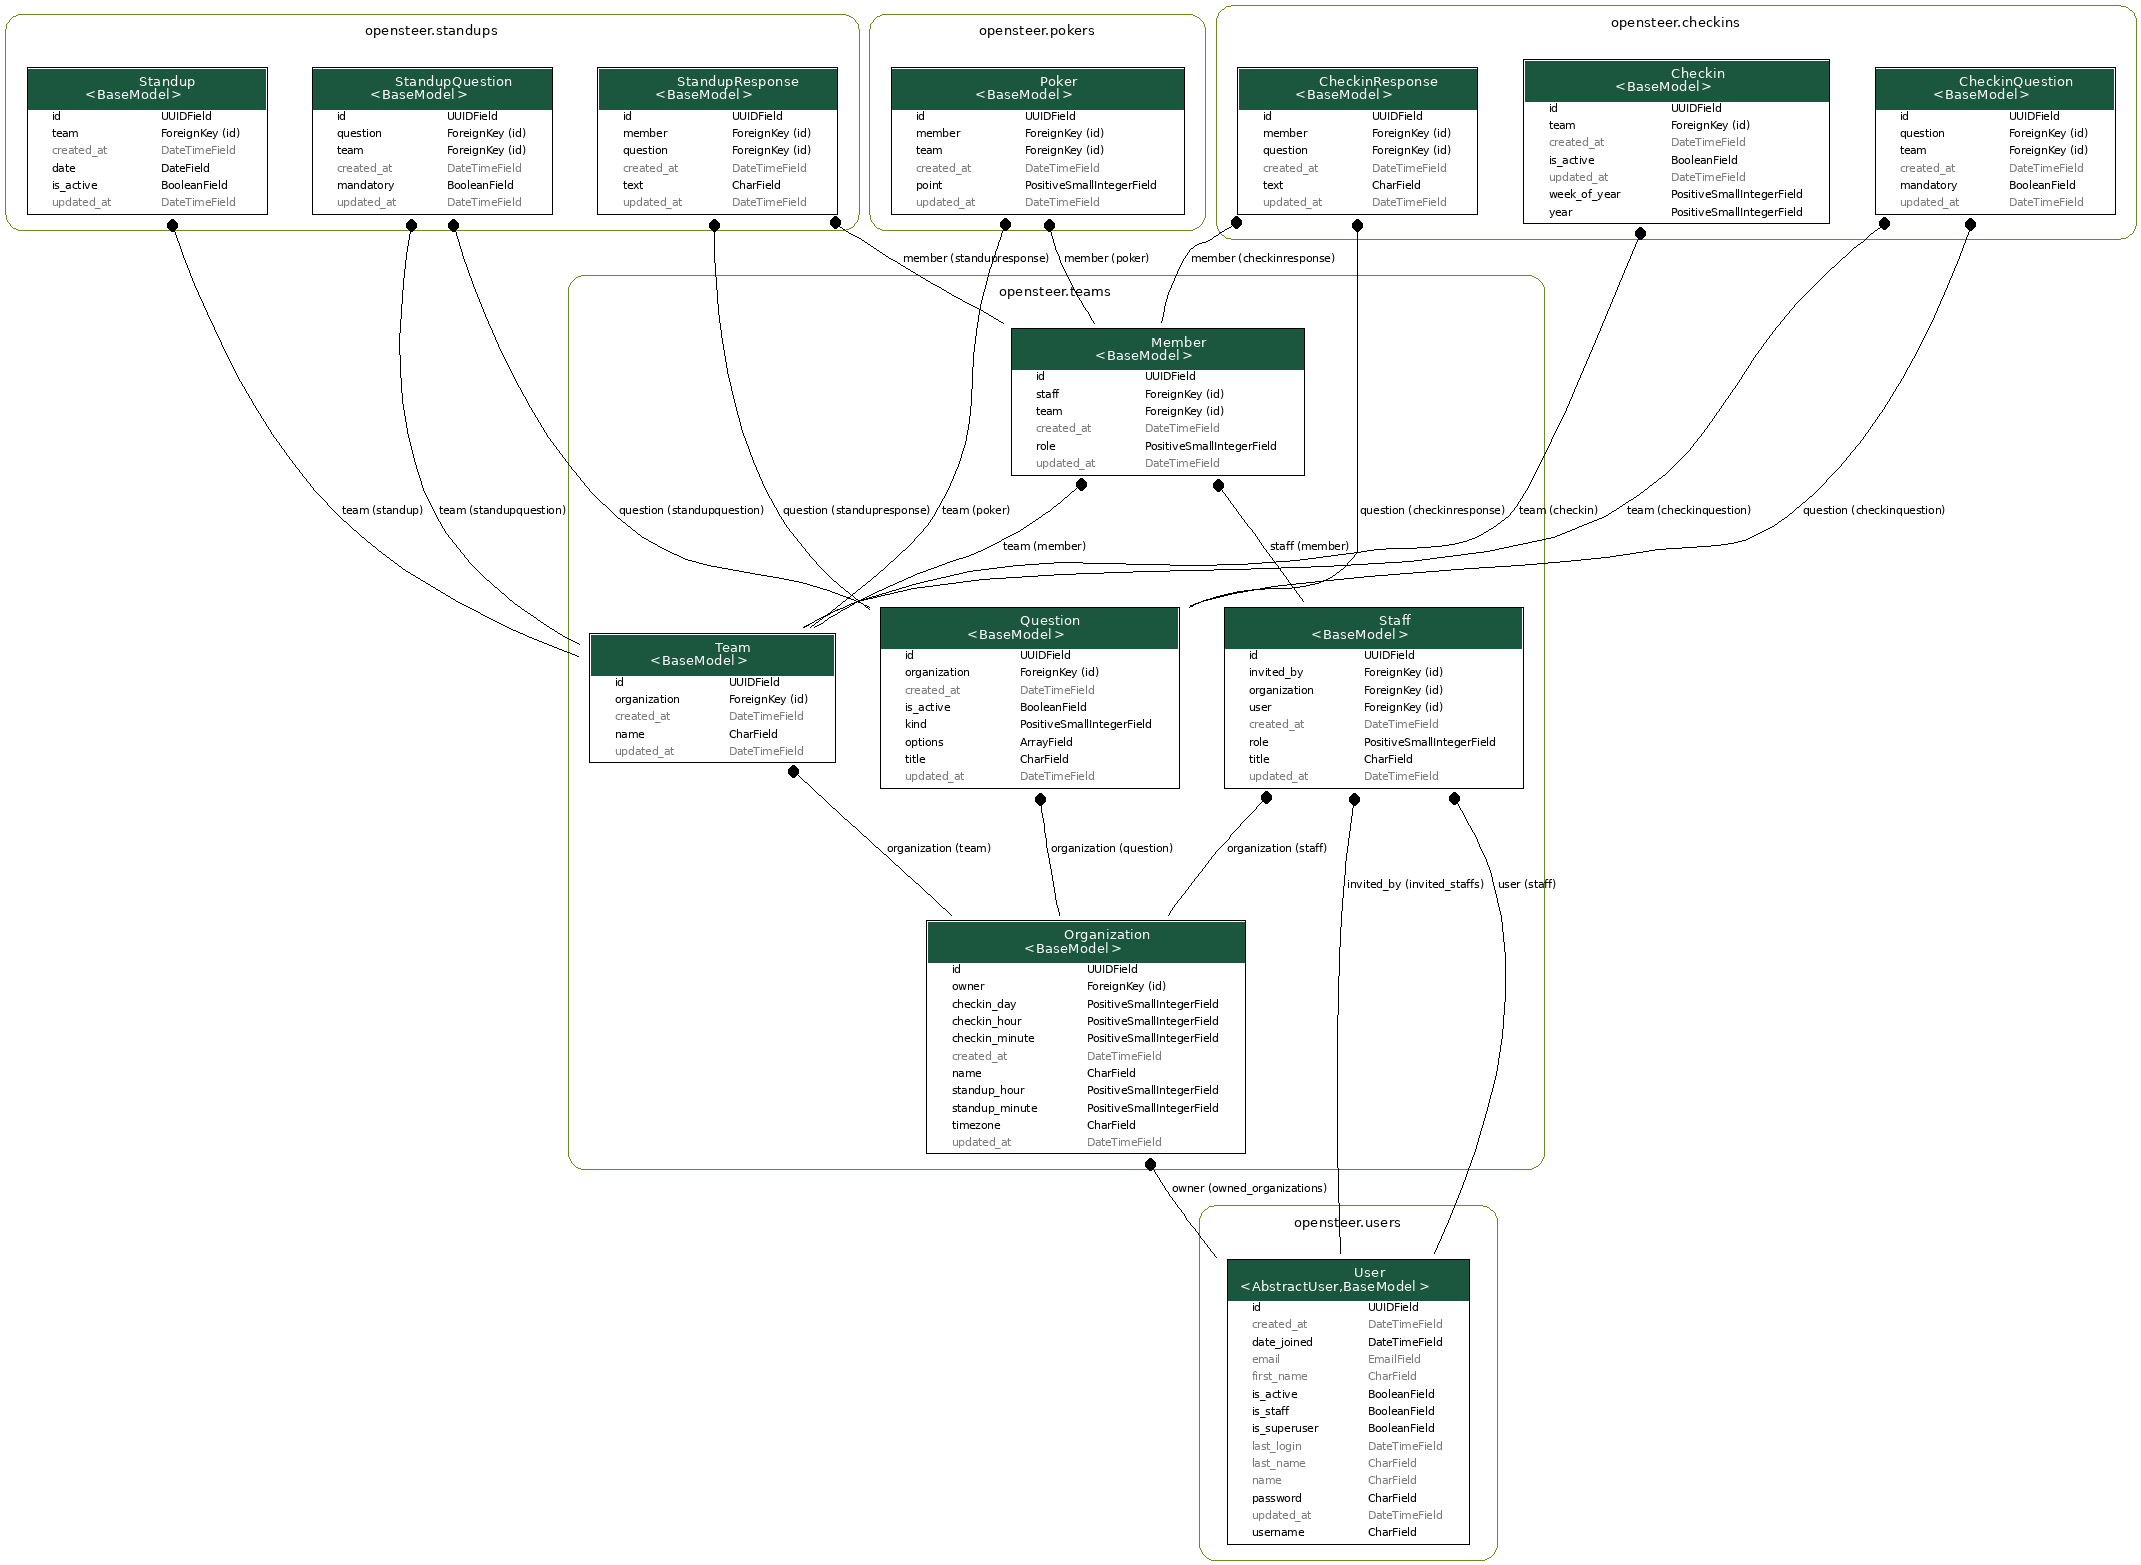 opensteer.standups
Standup
<BaseModel>
id UUIDField
team ForeignKey (id)
created_at DateTimeField
date DateField
is_active BooleanField
updated_at DateTimeField
StandupQuestion
<BaseModel>
id UUIDField
question ForeignKey (id)
team ForeignKey (id)
created_at DateTimeField
mandatory BooleanField
updated_at DateTimeField
StandupResponse
<BaseModel>
id UUIDField
member ForeignKey (id)
question ForeignKey (id)
created_at DateTimeField
text CharField
updated_at DateTimeField
opensteer.pokers
Poker
<BaseModel>
id UUIDField
member ForeignKey (id)
team ForeignKey (id)
created_at DateTimeField
point PositiveSmallIntegerField
updated_at DateTimeField
opensteer.checkins
CheckinResponse
<BaseModel>
id UUIDField
member ForeignKey (id)
question ForeignKey (id)
created_at DateTimeField
text CharField
updated_at DateTimeField
Checkin
<BaseModel>
id UUIDField
team ForeignKey (id)
created_at DateTimeField
is_active BooleanField
updated_at DateTimeField
week_of_year PositiveSmallIntegerField
year PositiveSmallIntegerField
CheckinQuestion
<BaseModel>
id UUIDField
question ForeignKey (id)
team ForeignKey (id)
created_at DateTimeField
mandatory BooleanField
updated_at DateTimeField
member (standupresponse)
member (poker)
member (checkinresponse)
opensteer.teams
Member
<BaseModel>
id UUIDField
staff ForeignKey (id)
team ForeignKey (id)
created_at DateTimeField
role PositiveSmallIntegerField
updated_at DateTimeField
team (standup)
team (standupquestion)
question (standupquestion)
question (standupresponse)
team (poker)
question (checkinresponse)
team (checkin)
team (checkinquestion)
question (checkinquestion)
team (member)
staff (member)
Team
<BaseModel>
id UUIDField
organization ForeignKey (id)
created_at DateTimeField
name CharField
updated_at DateTimeField
Question
<BaseModel>
id UUIDField
organization ForeignKey (id)
created_at DateTimeField
is_active BooleanField
kind PositiveSmallIntegerField
options ArrayField
title CharField
updated_at DateTimeField
Staff
<BaseModel>
id UUIDField
invited_by ForeignKey (id)
organization ForeignKey (id)
user ForeignKey (id)
created_at DateTimeField
role PositiveSmallIntegerField
title CharField
updated_at DateTimeField
organization (team)
organization (question)
organization (staff)
invited_by (invited_staffs)
user (staff)
Organization
<BaseModel>
id UUIDField
owner ForeignKey (id)
checkin_day PositiveSmallIntegerField
checkin_hour PositiveSmallIntegerField
checkin_minute PositiveSmallIntegerField
created_at DateTimeField
name CharField
standup_hour PositiveSmallIntegerField
standup_minute PositiveSmallIntegerField
timezone CharField
updated_at DateTimeField
owner (owned_organizations)
opensteer.users
User
<AbstractUser,BaseModel>
id UUIDField
created_at DateTimeField
date_joined DateTimeField
email EmailField
first_name CharField
is_active BooleanField
is_staff BooleanField
is_superuser BooleanField
last_login DateTimeField
last_name CharField
name CharField
password CharField
updated_at DateTimeField
username CharField